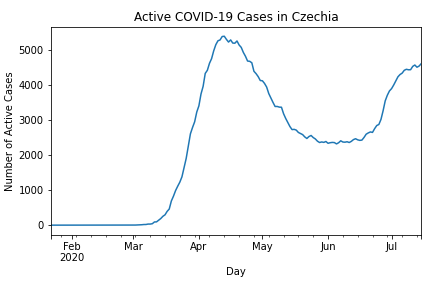 Active COVID-19 Cases in Czechia
Number of Active Cases
5000
4000
3000
2000
1000
0
Feb
2020
Mar
Apr
May
Jun
Jul
Day